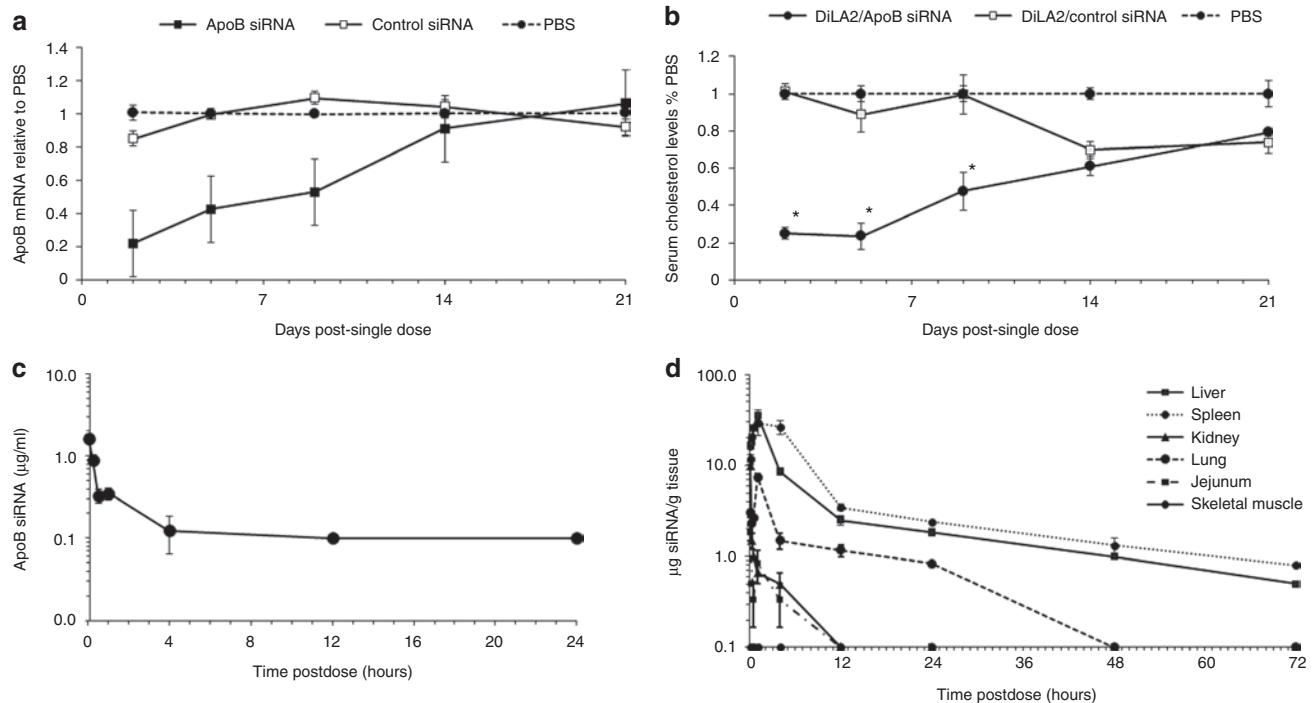 a
ApoB siRNA Control siRNA PBS
ApoB mRNA relative to PBS
1.4
1.2
1
0.8
0.6
0.4
0.2
0
0 7 14 21
Days post-single dose
b
DiLA2/ApoB siRNA DiLA2/control siRNA PBS
Serum cholesterol levels % PBS
1.2
1
0.8
0.6
0.4
0.2
0
* * *
0 7 14 21
Days post-single dose
c
ApoB siRNA (μg/ml)
10.0
1.0
0.1
0.0
0 4 8 12 16 20 24
Time postdose (hours)
d
μg siRNA/g tissue
100.0
10.0
1.0
0.1
Liver
Spleen
Kidney
Lung
Jejunum
Skeletal muscle
0 12 24 36 48 60 72
Time postdose (hours)